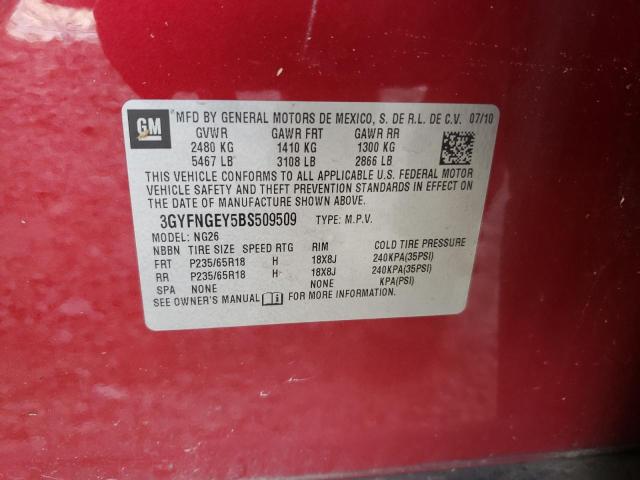 GM
MFD BY GENERAL MOTORS DE MEXICO, S. DE R.L. DE C.V. 07/10
GVWR GAWR FRT GAWR RR
2480 KG 1410 KG 1300 KG
5467 LB 3108 LB 2866 LB
THIS VEHICLE CONFORMS TO ALL APPLICABLE U.S. FEDERAL MOTOR
VEHICLE SAFETY AND THEFT PREVENTION STANDARDS IN EFFECT ON
THE DATE OF MANUFACTURE SHOWN ABOVE.
3GYFNGEY5BS509509 TYPE: M.P.V.
MODEL: NG26
NBBN TIRE SIZE SPEED RTG RIM COLD TIRE PRESSURE
FRT P235/65R18 H 18X8J 240KPA(35PSI)
RR P235/65R18 H 18X8J 240KPA(35PSI)
SPA NONE NONE KPA(PSI)
SEE OWNER'S MANUAL i FOR MORE INFORMATION.